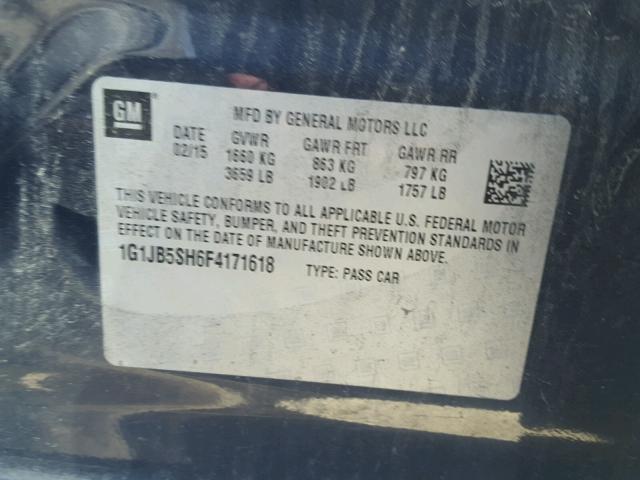 GM
MFD BY GENERAL MOTORS LLC
DATE GVWR GAWR FRT GAWR RR
02/15 1660 KG 863 KG 797 KG
3659 LB 1902 LB 1757 LB
THIS VEHICLE CONFORMS TO ALL APPLICABLE U.S. FEDERAL MOTOR
VEHICLE SAFETY, BUMPER, AND THEFT PREVENTION STANDARDS IN
EFFECT ON THE DATE OF MANUFACTURE SHOWN ABOVE.
1G1JB5SH6F4171618 TYPE: PASS CAR